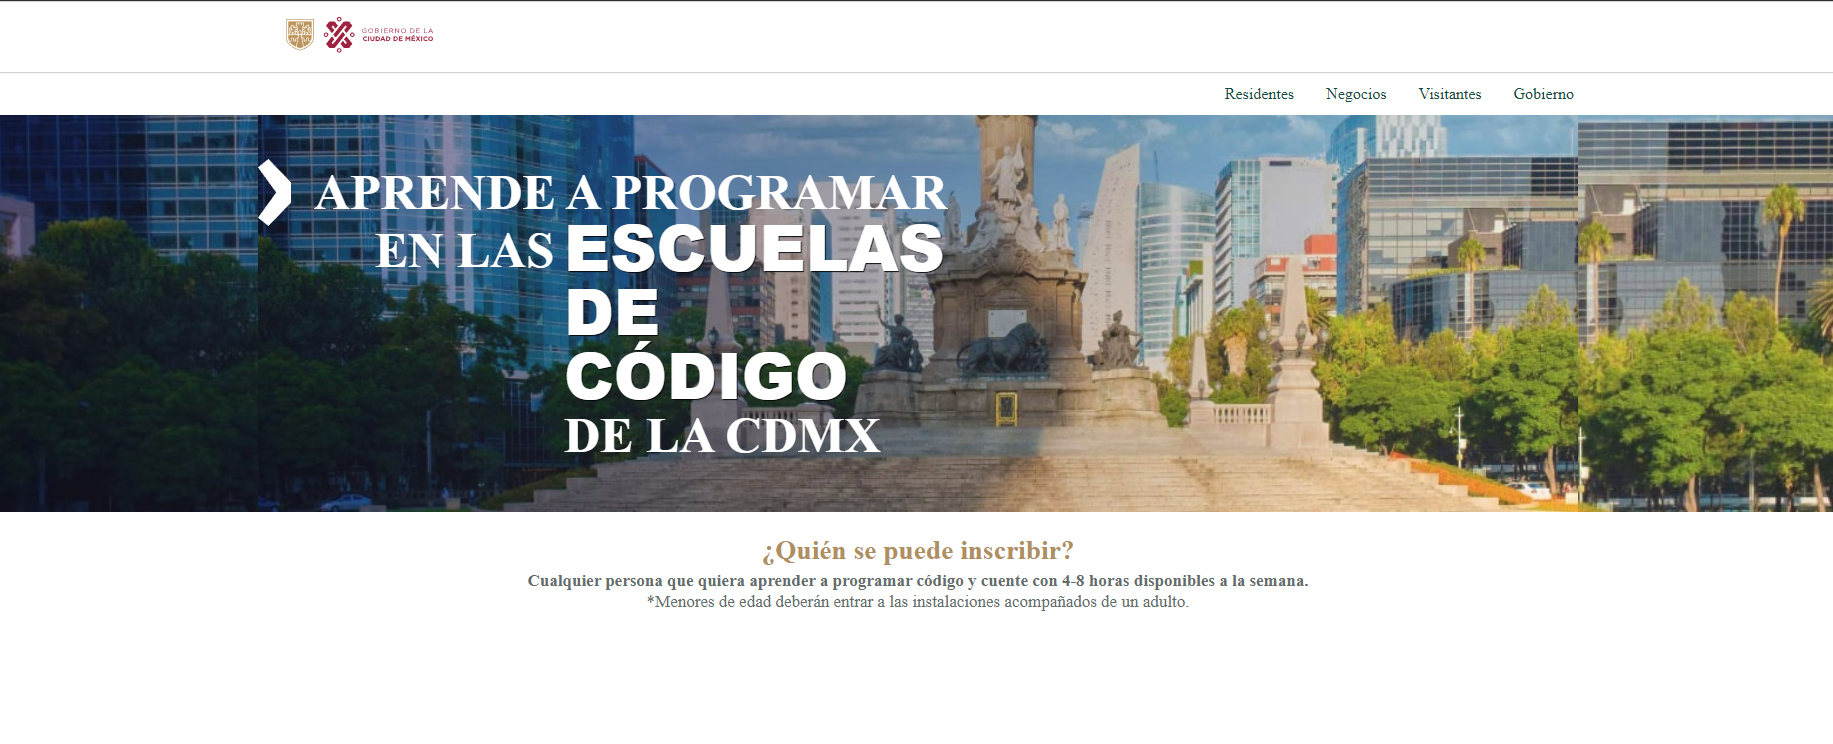 GOBIERNO DE LA
CIUDAD DE MÉXICO
Residentes Negocios Visitantes Gobierno
APRENDE A PROGRAMAR
EN LAS ESCUELAS
DE
CÓDIGO
DE LA CDMX
¿Quién se puede inscribir?
Cualquier persona que quiera aprender a programar código y cuente con 4-8 horas disponibles a la semana.
*Menores de edad deberán entrar a las instalaciones acompañados de un adulto.